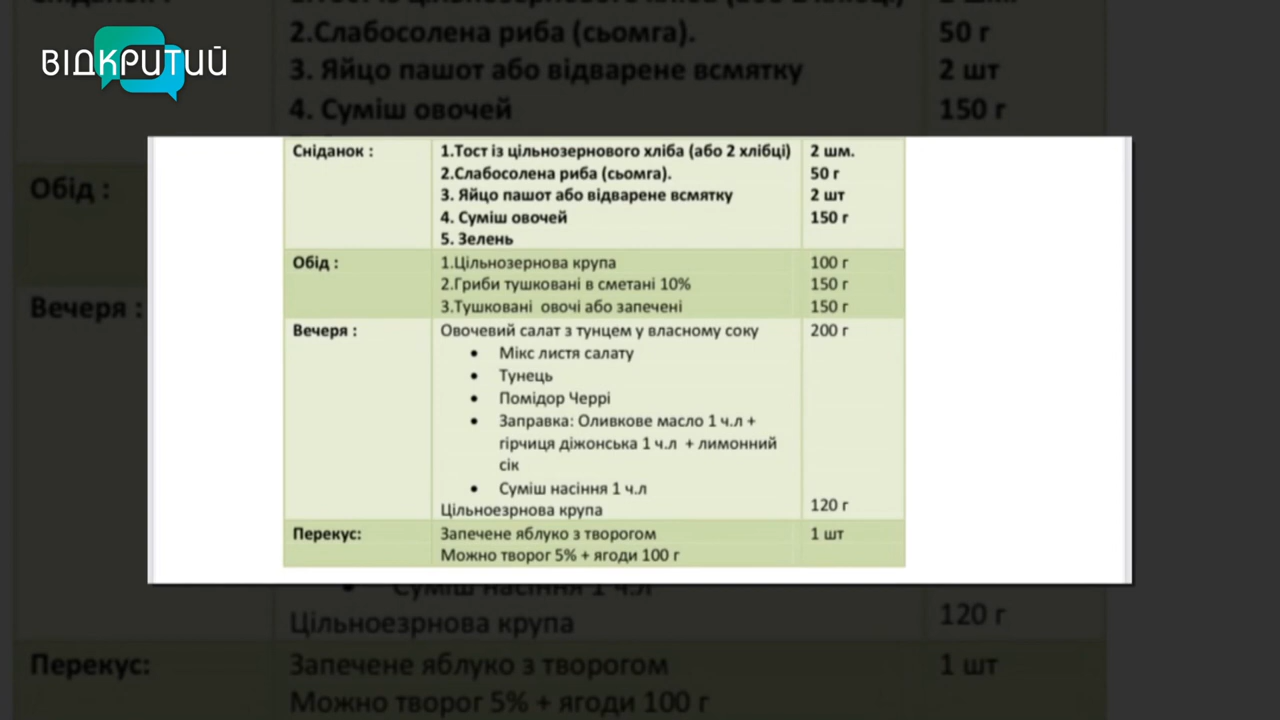 ВІДКРИТИЙ
2.Слабосолена риба (сьомга). 50 г
3. Яйцо пашот або відварене всмятку 2 шт
4. Суміш овочей 150 г
Сніданок : 1.Тост із цільнозернового хліба (або 2 хлібці) 2 шм.
2.Слабосолена риба (сьомга). 50 г
3. Яйцо пашот або відварене всмятку 2 шт
4. Суміш овочей 150 г
5. Зелень
Обід : 1.Цільнозернова крупа 100 г
2.Гриби тушковані в сметані 10% 150 г
3.Тушковані овочі або запечені 150 г
Вечеря : Овочевий салат з тунцем у власному соку 200 г
• Мікс листя салату
• Тунець
• Помідор Черрі
• Заправка: Оливкове масло 1 ч.л +
гірчиця діжонська 1 ч.л + лимонний
сік
• Суміш насіння 1 ч.л
Цільноезрнова крупа 120 г
Перекус: Запечене яблуко з творогом 1 шт
Можно творог 5% + ягоди 100 г
Обід :
Вечеря :
Суміш насіння 1 ч.л
Цільноезрнова крупа 120 г
Перекус: Запечене яблуко з творогом 1 шт
Можно творог 5% + ягоди 100 г